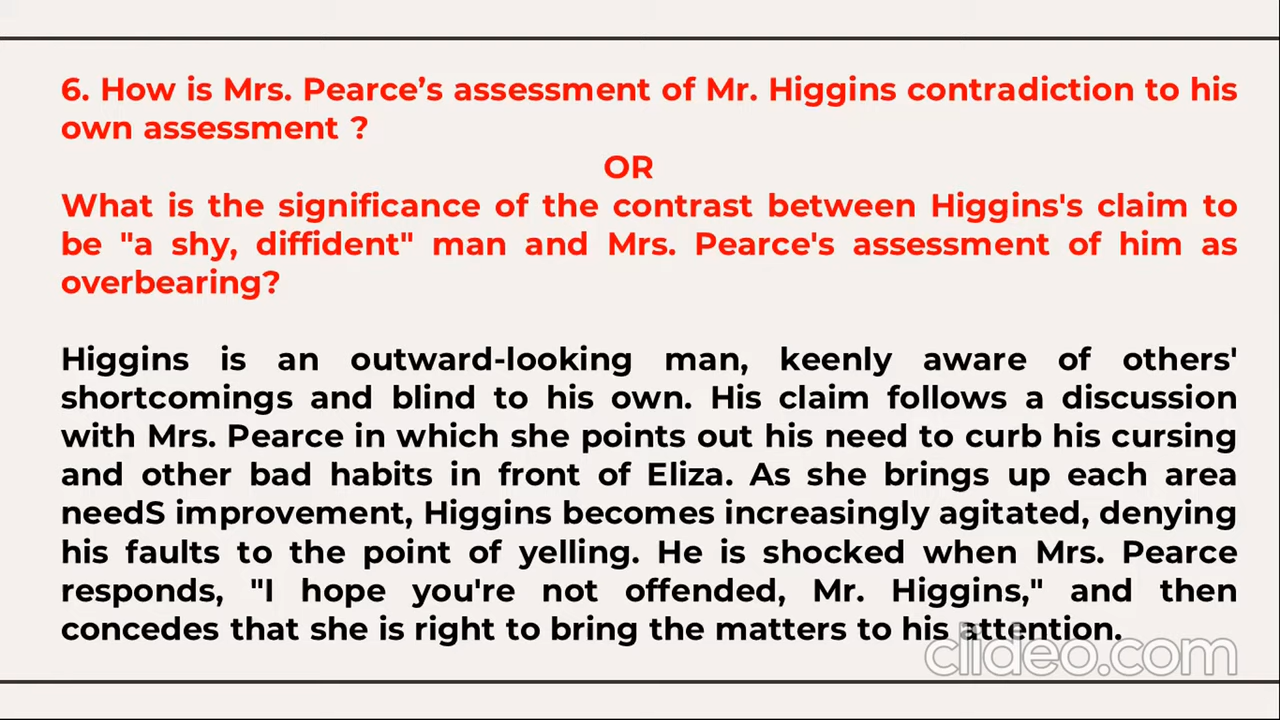 6. How is Mrs. Pearce’s assessment of Mr. Higgins contradiction to his
own assessment ?
OR
What is the significance of the contrast between Higgins's claim to
be "a shy, diffident" man and Mrs. Pearce's assessment of him as
overbearing?
Higgins is an outward-looking man, keenly aware of others'
shortcomings and blind to his own. His claim follows a discussion
with Mrs. Pearce in which she points out his need to curb his cursing
and other bad habits in front of Eliza. As she brings up each area
needS improvement, Higgins becomes increasingly agitated, denying
his faults to the point of yelling. He is shocked when Mrs. Pearce
responds, "I hope you're not offended, Mr. Higgins," and then
concedes that she is right to bring the matters to his attention.
clideo.com